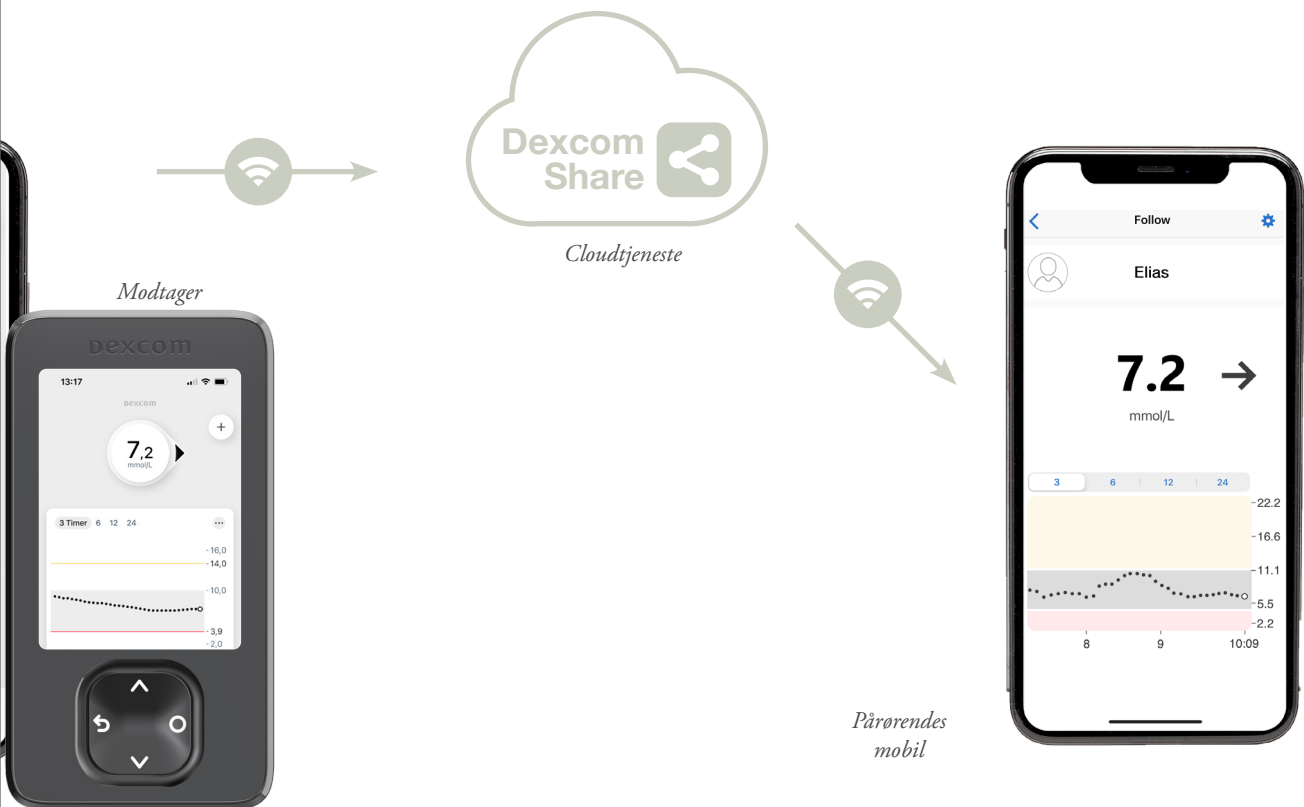 Dexcom
Share
Cloudtjeneste
Modtager
Dexcom
13:17
Dexcom
+
7,2
mmol/L
3 Timer 6 12 24
16,0
14,0
10,0
3,9
2,0
Follow
Elias
7.2
mmol/L
3 6 12 24
22.2
16.6
11.1
5.5
2.2
8 9 10:09
Pårørendes
mobil